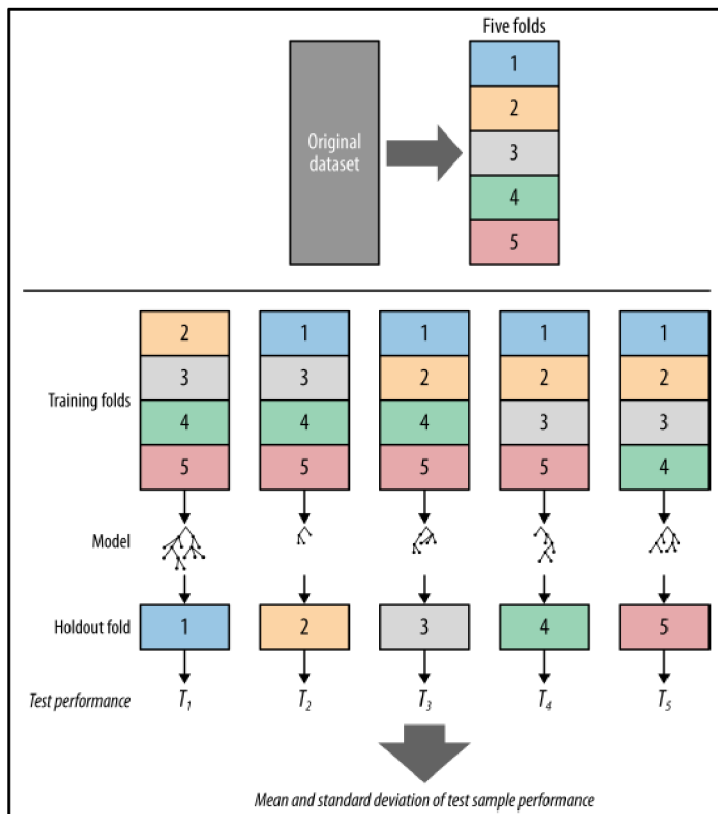 Five folds
1
2
Original
dataset
3
4
5
2 1 1 1 1
3 3 2 2 2
Training folds
4 4 4 3 3
5 5 5 5 4
Model
Holdout fold 1 2 3 4 5
Test performance T₁ T₂ T₃ T₄ T₅
Mean and standard deviation of test sample performance